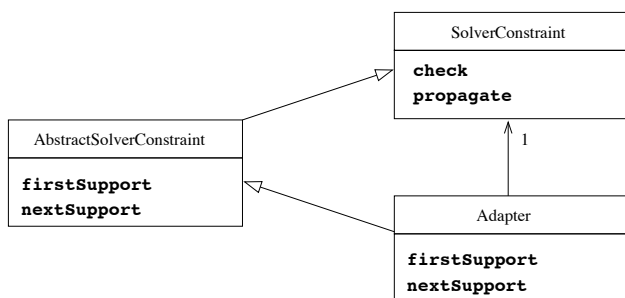 SolverConstraint
check
propagate
AbstractSolverConstraint
firstSupport
nextSupport
1
Adapter
firstSupport
nextSupport